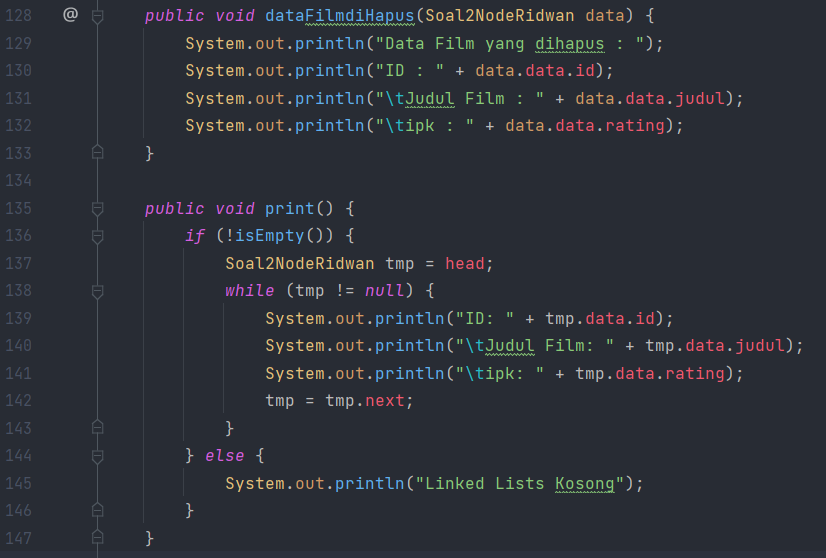 128 @ public void dataFilmdiHapus(Soal2NodeRidwan data) {
129 System.out.println("Data Film yang dihapus : ");
130 System.out.println("ID : " + data.data.id);
131 System.out.println("\tJudul Film : " + data.data.judul);
132 System.out.println("\tipk : " + data.data.rating);
133 }
134
135 public void print() {
136 if (!isEmpty()) {
137 Soal2NodeRidwan tmp = head;
138 while (tmp != null) {
139 System.out.println("ID: " + tmp.data.id);
140 System.out.println("\tJudul Film: " + tmp.data.judul);
141 System.out.println("\tipk: " + tmp.data.rating);
142 tmp = tmp.next;
143 }
144 } else {
145 System.out.println("Linked Lists Kosong");
146 }
147 }